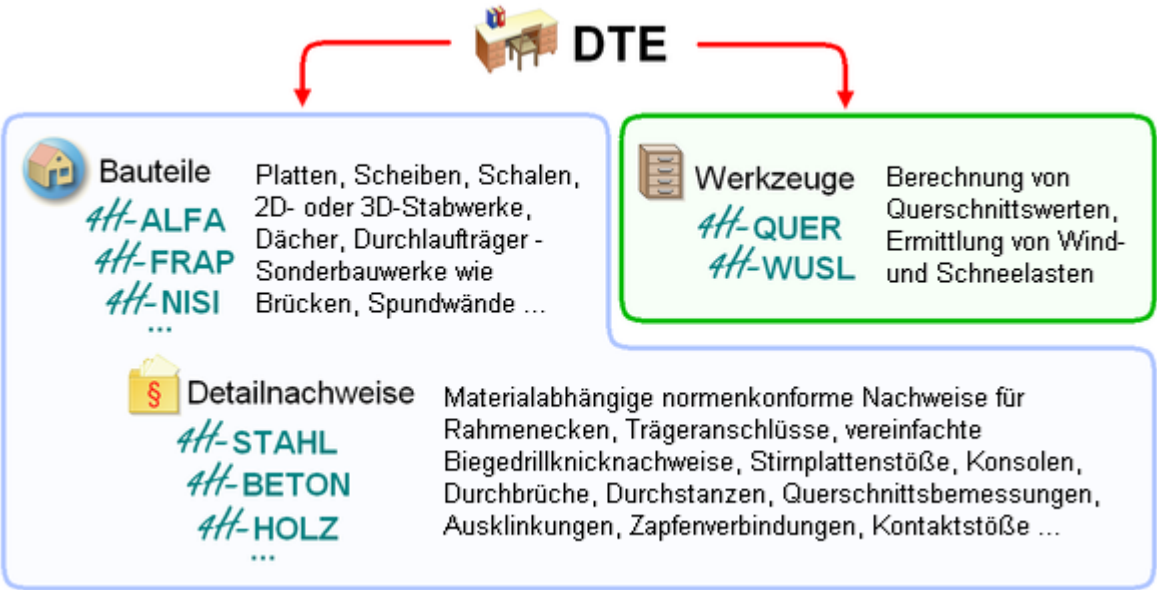 DTE
Bauteile
4H-ALFA
4H-FRAP
4H-NISI
...
Platten, Scheiben, Schalen,
2D- oder 3D-Stabwerke,
Dächer, Durchlaufträger -
Sonderbauwerke wie
Brücken, Spundwände ...
Werkzeuge
4H-QUER
4H-WUSL
Berechnung von
Querschnittswerten,
Ermittlung von Wind-
und Schneelasten
§ Detailnachweise
4H-STAHL
4H-BETON
4H-HOLZ
...
Materialabhängige normenkonforme Nachweise für
Rahmenecken, Trägeranschlüsse, vereinfachte
Biegedrillknicknachweise, Stirnplattenstöße, Konsolen,
Durchbrüche, Durchstanzen, Querschnittsbemessungen,
Ausklinkungen, Zapfenverbindungen, Kontaktstöße ...